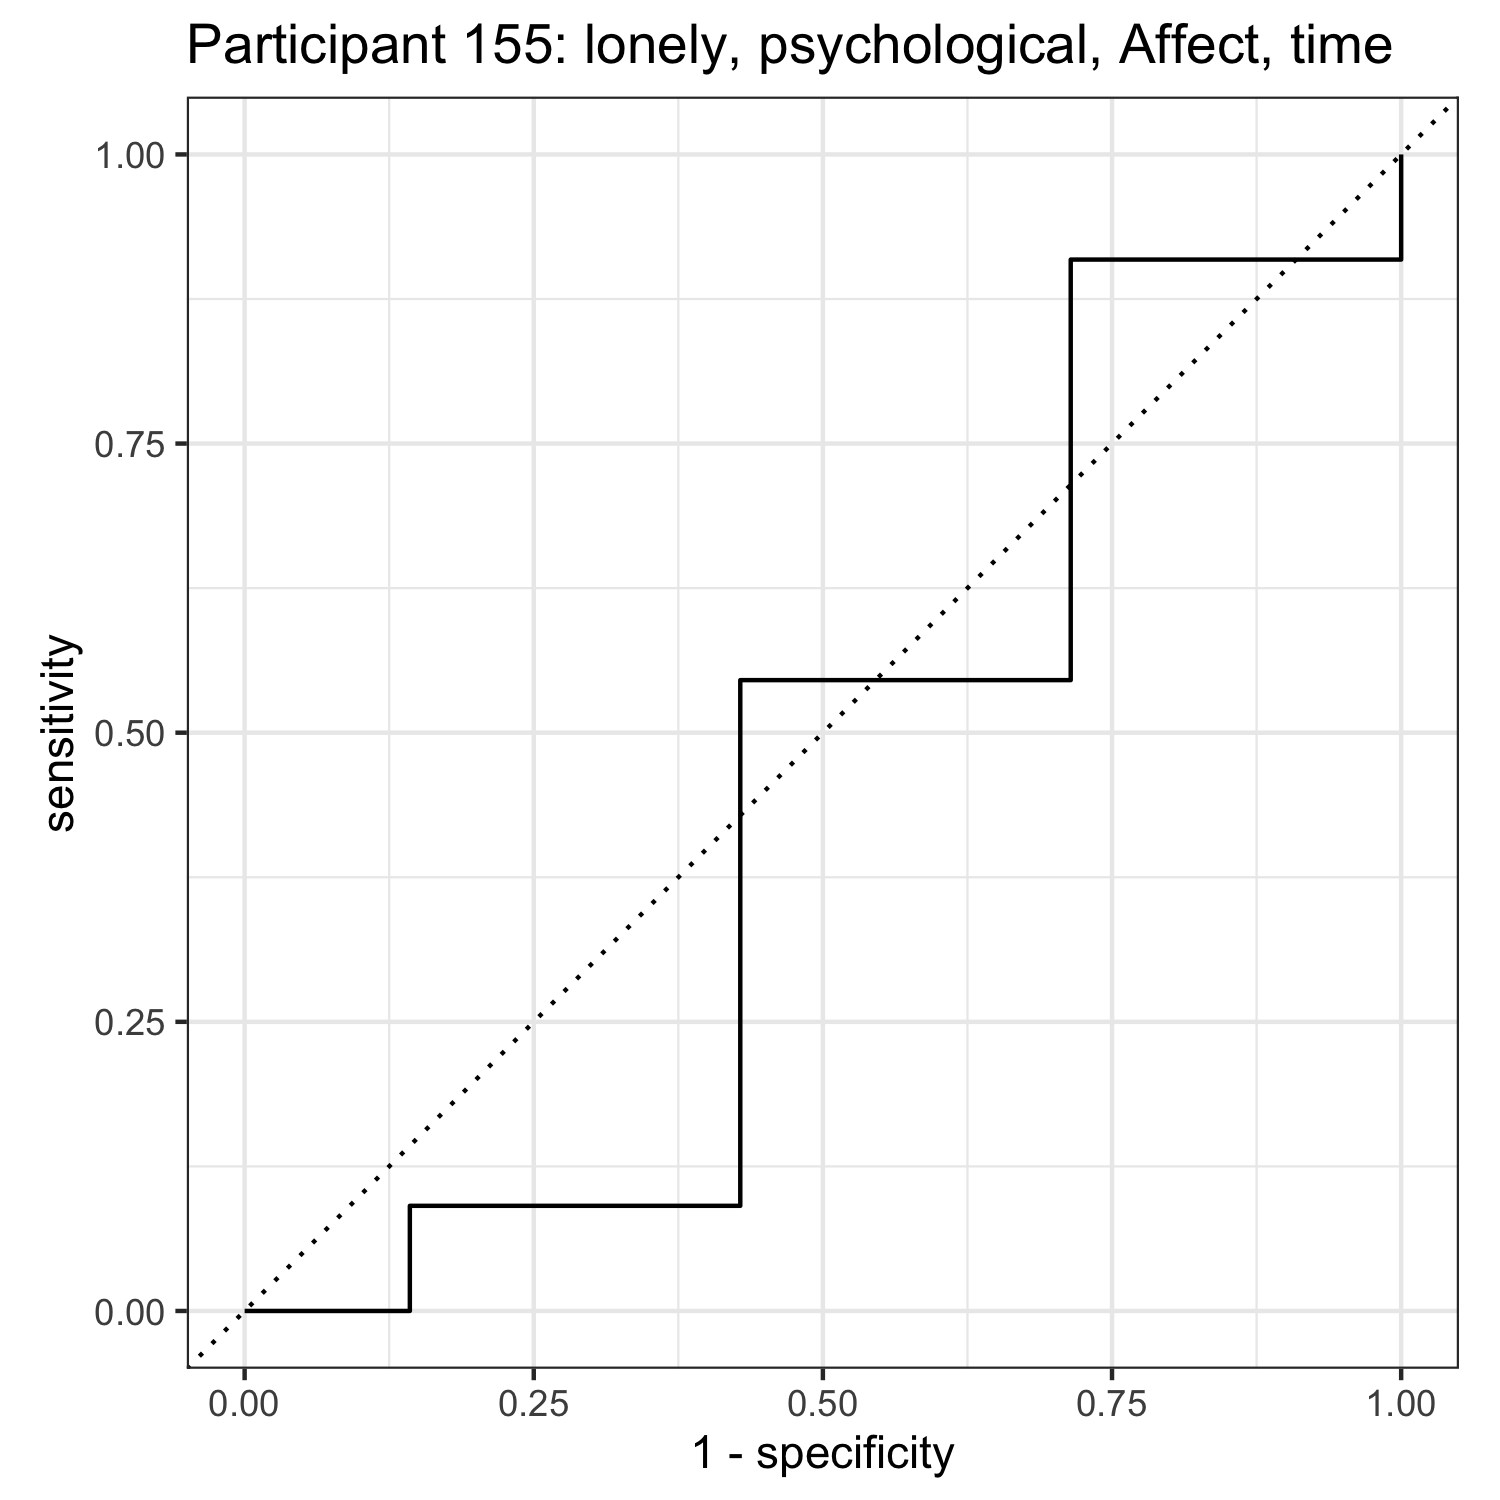 Participant 155: lonely, psychological, Affect, time
1.00
0.75
0.50
0.25
0.00
sensitivity
0.00 0.25 0.50 0.75 1.00
1 - specificity